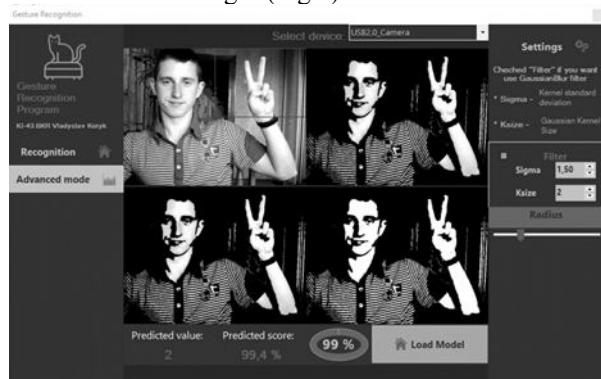 Gesture Recognition
Select device:
USB2.0_Camera
Gesture
Recognition
Program
KI-43 BKR Vladyslav Koryk
Recognition
Advanced mode
Settings
Checked "Filter" if you want
use GaussianBlur filter
* Sigma - Kernel standard
deviation
* Ksize - Gaussian Kernel
Size
Filter
Sigma 1,50
Ksize 2
Radius
Predicted value:
2
Predicted score:
99,4 %
99 %
Load Model